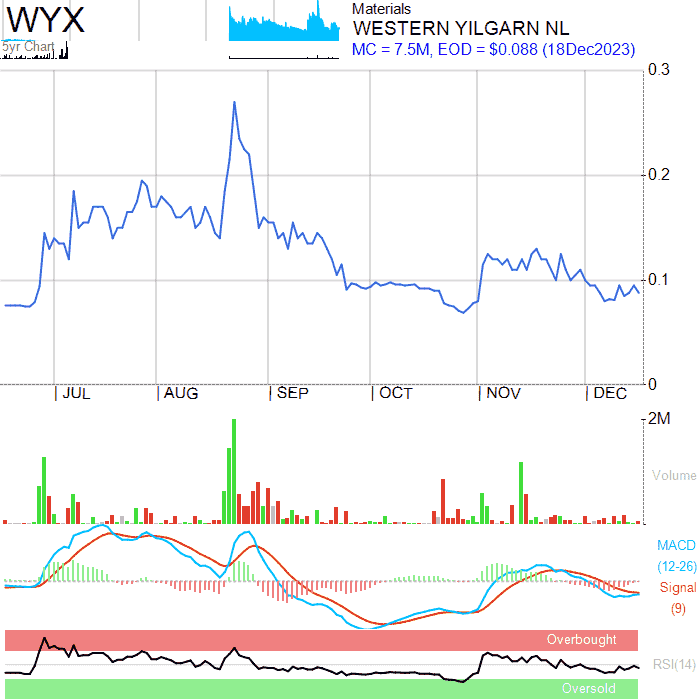 WYX
5yr Chart
Materials
WESTERN YILGARN NL
MC = 7.5M, EOD = $0.088 (18Dec2023)
0.3
0.2
0.1
0
JUL AUG SEP OCT NOV DEC
2M
Volume
MACD
(12-26)
Signal
(9)
Overbought
RSI(14)
Oversold